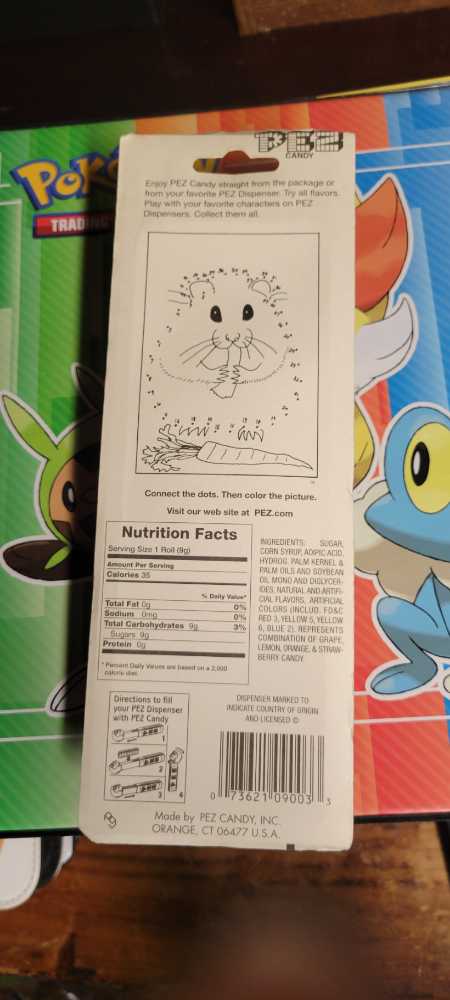 PEZ
CANDY
Enjoy PEZ Candy straight from the package or
from your favorite PEZ Dispenser. Try all flavors.
Play with your favorite characters on PEZ
Dispensers. Collect them all.
Connect the dots. Then color the picture.
Visit our web site at PEZ.com
Nutrition Facts
Serving Size 1 Roll (9g)
Amount Per Serving
Calories 35
% Daily Value*
Total Fat 0g 0%
Sodium 0mg 0%
Total Carbohydrates 9g 3%
Sugars 9g
Protein 0g
* Percent Daily Values are based on a 2,000
calorie diet.
INGREDIENTS: SUGAR,
CORN SYRUP, ADIPIC ACID,
HYDROG. PALM KERNEL &
PALM OILS AND SOYBEAN
OIL MONO AND DIGLYCER-
IDES, NATURAL AND ARTIFI-
CIAL FLAVORS, ARTIFICIAL
COLORS (INCLUD. FD&C
RED 3, YELLOW 5, YELLOW
6, BLUE 2). REPRESENTS
COMBINATION OF GRAPE,
LEMON, ORANGE, & STRAW-
BERRY CANDY.
Directions to fill
your PEZ Dispenser
with PEZ Candy
1
2
3
4
DISPENSER MARKED TO
INDICATE COUNTRY OF ORIGIN
AND LICENSED ©
0 73621 09003 3
Made by PEZ CANDY, INC.
ORANGE, CT 06477 U.S.A.
POK
TRADING